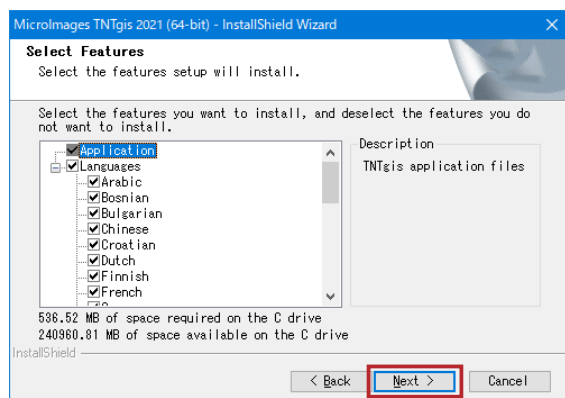 MicroImages TNTgis 2021 (64-bit) - InstallShield Wizard
Select Features
Select the features setup will install.
Select the features you want to install, and deselect the features you do
not want to install.
Application
Languages
Arabic
Bosnian
Bulgarian
Chinese
Croatian
Dutch
Finnish
French
Description
TNTgis application files
536.52 MB of space required on the C drive
240960.81 MB of space available on the C drive
InstallShield
< Back
Next >
Cancel